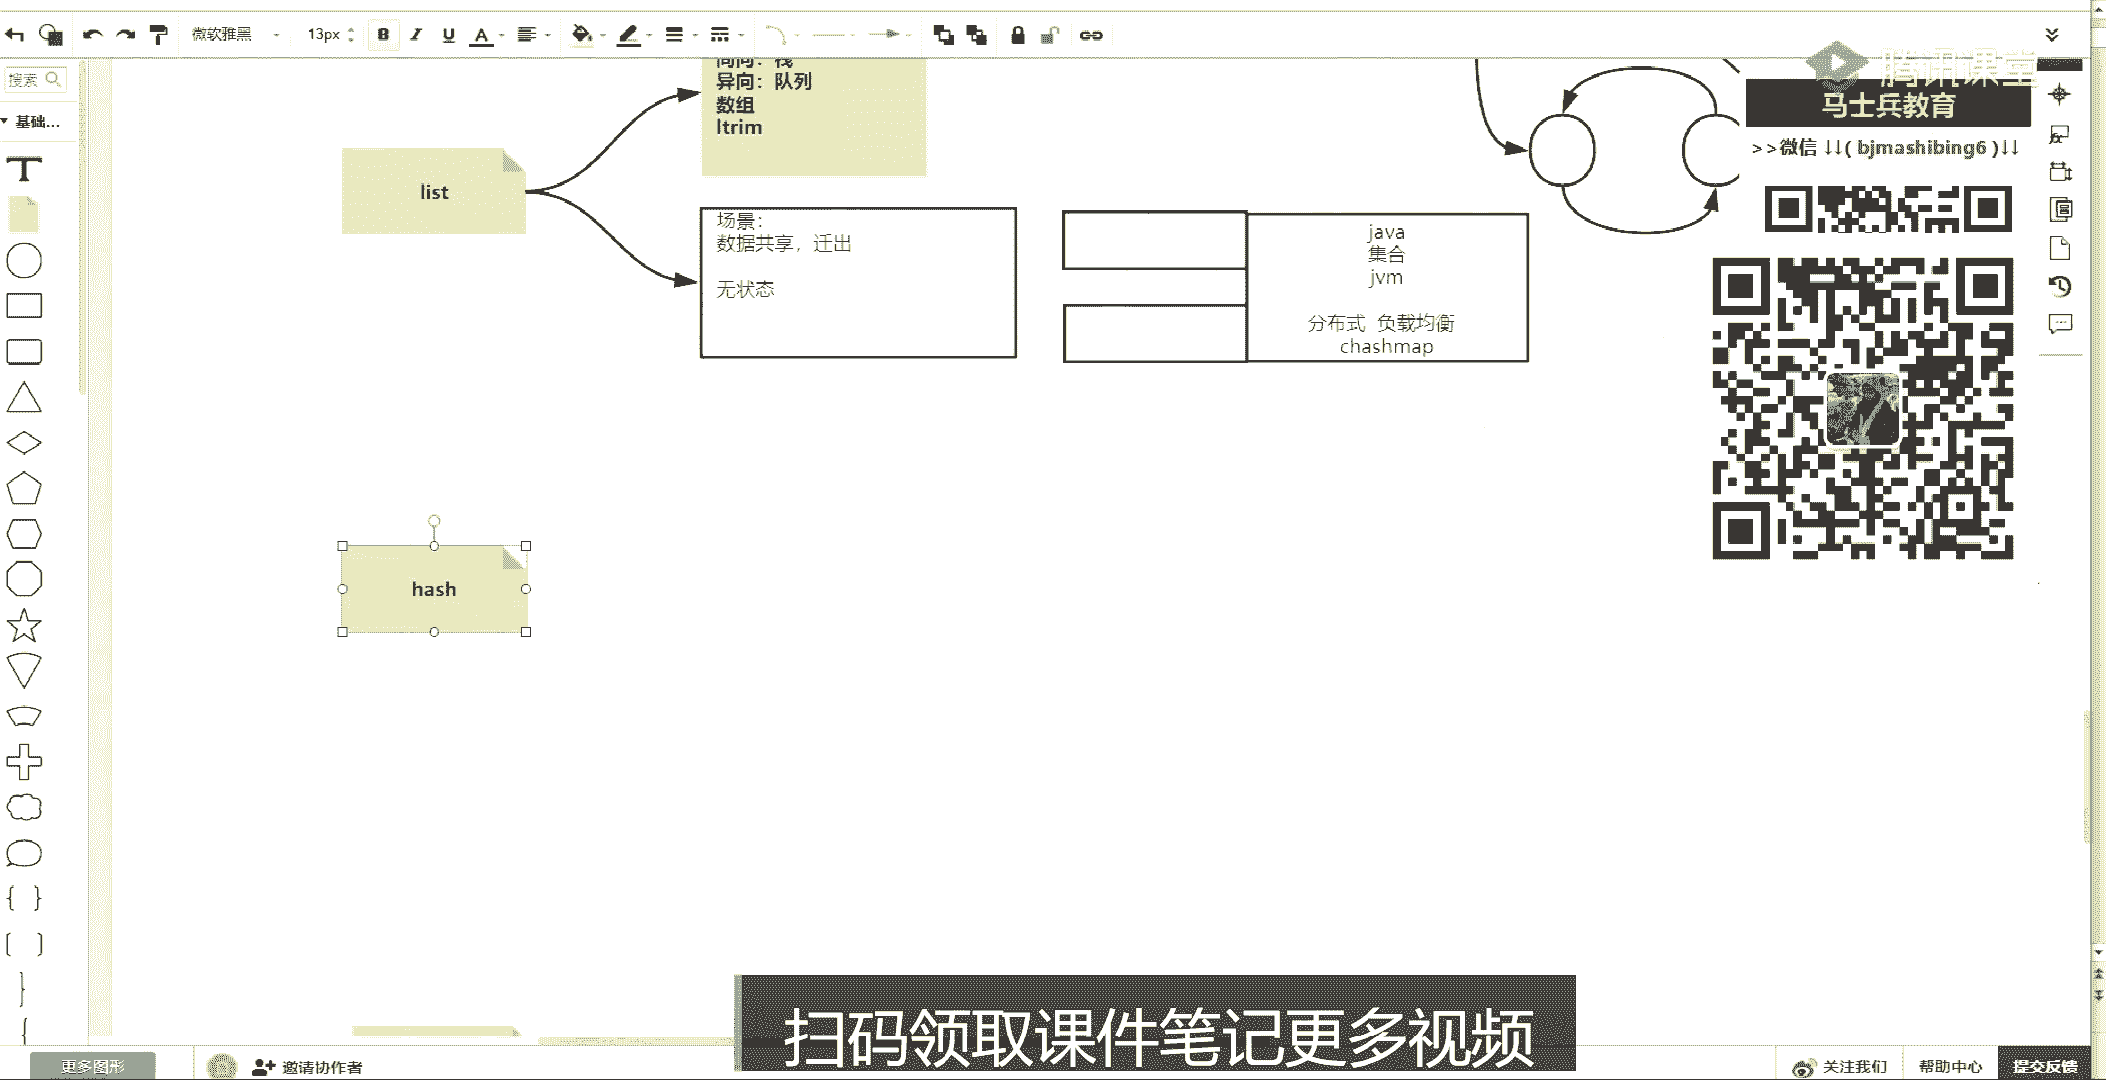 微软雅黑
13px
B
I
U
A
搜索
基础...
T
同向：栈
异向：队列
数组
ltrim
list
场景：
数据共享，迁出
无状态
java
集合
jvm
分布式 负载均衡
chashmap
腾讯课堂
马士兵教育
>>微信 ↓↓( bjmashibing6 )↓↓
hash
扫码领取课件笔记更多视频
更多图形
邀请协作者
关注我们
帮助中心
提交反馈